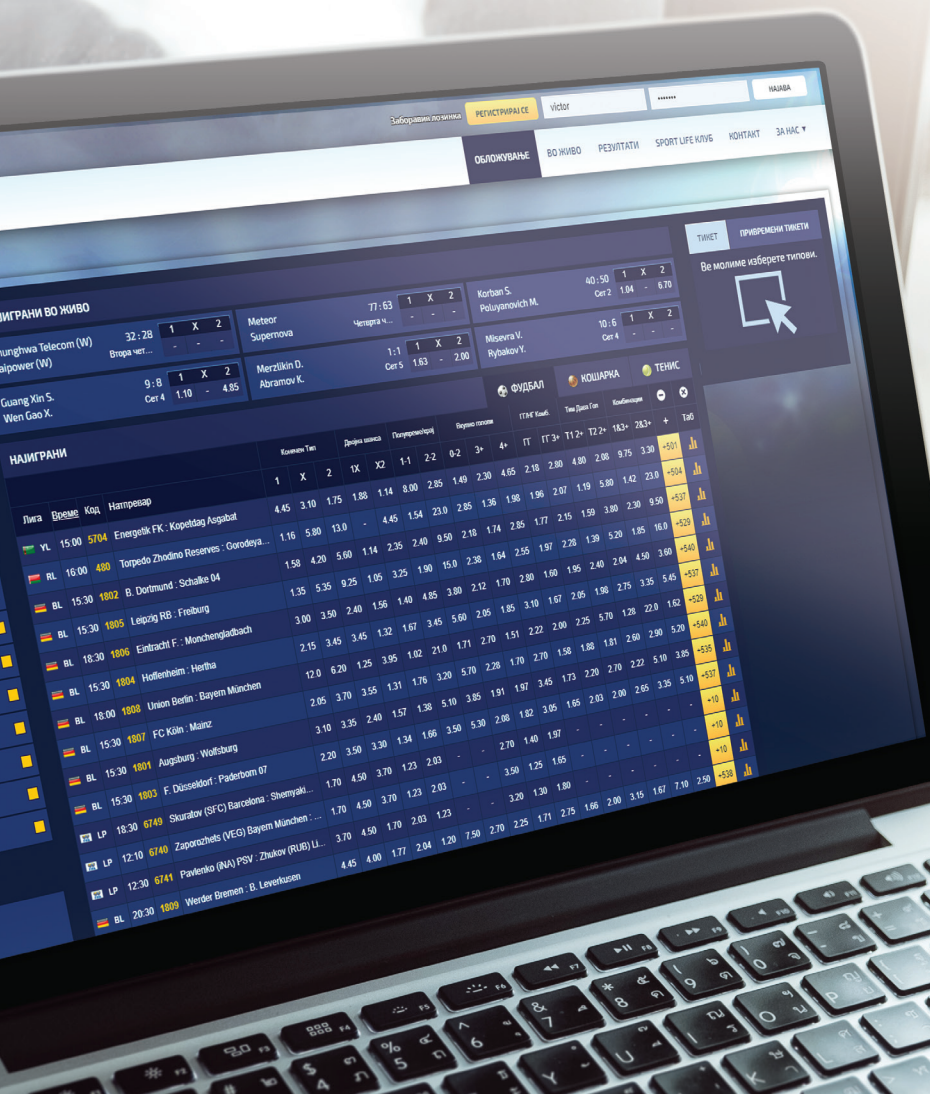 Заборавив лозинка РЕГИСТРИРАЈ СЕ victor ••••••• НАЈАВА
ОБЛОЖУВАЊЕ ВО ЖИВО РЕЗУЛТАТИ SPORT LIFE КЛУБ КОНТАКТ ЗА НАС ▼
ТИКЕТ ПРИВРЕМЕНИ ТИКЕТИ
Ве молиме изберете типови.
ВО ЖИВО
Telecom (W) 32:28 1 X 2
(W) Втора чет... - - -
Meteor 77:63 1 X 2
Supernova Четврта ч... - - -
Korban S. 40:50 1 X 2
Poluyanovich M. Сет 2 1.04 - 6.70
Guang Xin S. 9:8 1 X 2
Wen Gao X. Сет 4 1.10 - 4.85
Merzlikin D. 1:1 1 X 2
Abramov K. Сет 5 1.63 - 2.00
Misevra V. 10:6 1 X 2
Rybakov Y. Сет 4 - - -
НАЈИГРАНИ ФУДБАЛ КОШАРКА ТЕНИС
Конечен Тип Двојна шанса Полувреме/крај Вкупно голови ГГ/НГ Комб. Тим Дава Гол Комбинации
Лига Време Код Натпревар 1 X 2 1X X2 1-1 2-2 0-2 3+ 4+ ГГ ГГ 3+ T1 2+ T2 2+ 1&3+ 2&3+ + Таб
YL 15:00 5704 Energetik FK : Kopetdag Asgabat 4.45 3.10 1.75 1.88 1.14 8.00 2.85 1.49 2.30 4.65 2.18 2.80 4.80 2.08 9.75 3.30 +501
RL 16:00 480 Torpedo Zhodino Reserves : Gorodeya... 1.16 5.80 13.0 - 4.45 1.54 23.0 2.85 1.36 1.98 1.96 2.07 1.19 5.80 1.42 23.0 +504
BL 15:30 1802 B. Dortmund : Schalke 04 1.58 4.20 5.60 1.14 2.35 2.40 9.50 2.18 1.74 2.85 1.77 2.15 1.59 3.80 2.30 9.50 +537
BL 15:30 1805 Leipzig RB : Freiburg 1.35 5.35 9.25 1.05 3.25 1.90 15.0 2.38 1.64 2.55 1.97 2.28 1.39 5.20 1.85 16.0 +529
BL 18:30 1806 Eintracht F. : Monchengladbach 3.00 3.50 2.40 1.56 1.40 4.85 3.80 2.12 1.70 2.80 1.60 1.95 2.40 2.04 4.50 3.60 +540
BL 15:30 1804 Hoffenheim : Hertha 2.15 3.45 3.45 1.32 1.67 3.45 5.60 2.05 1.85 3.10 1.67 2.05 1.98 2.75 3.35 5.45 +537
BL 18:00 1808 Union Berlin : Bayern München 12.0 6.20 1.25 3.95 1.02 21.0 1.71 2.70 1.51 2.22 2.00 2.25 5.70 1.28 22.0 1.62 +529
BL 15:30 1807 FC Köln : Mainz 2.05 3.70 3.55 1.31 1.76 3.20 5.70 2.28 1.70 2.70 1.58 1.88 1.81 2.60 2.90 5.20 +540
BL 15:30 1801 Augsburg : Wolfsburg 3.10 3.35 2.40 1.57 1.38 5.10 3.85 1.91 1.97 3.45 1.73 2.20 2.70 2.22 5.10 3.85 +535
BL 15:30 1803 F. Düsseldorf : Paderborn 07 2.20 3.50 3.30 1.34 1.66 3.50 5.30 2.08 1.82 3.05 1.65 2.03 2.00 2.65 3.35 5.10 +537
LP 18:30 6749 Skuratov (SFC) Barcelona : Shemyaki... 1.70 4.50 3.70 1.23 2.03 - - 2.70 1.40 1.97 - - - - - - +10
LP 12:10 6740 Zaporozhets (VEG) Bayern München : ... 1.70 4.50 3.70 1.23 2.03 - - 3.50 1.25 1.65 - - - - - - +10
LP 12:30 6741 Pavlenko (iNA) PSV : Zhukov (RUB) Li... 3.70 4.50 1.70 2.03 1.23 - - 3.20 1.30 1.80 - - - - - - +10
BL 20:30 1809 Werder Bremen : B. Leverkusen 4.45 4.00 1.77 2.04 1.20 7.50 2.70 2.25 1.71 2.75 1.66 2.00 3.15 1.67 7.10 2.50 +538
F3 F4 F5 F6 F7 F8
# $ 4 % 5 ^ 6 & 7 * 8 ( 9 ) 0
Y U I O P
K L